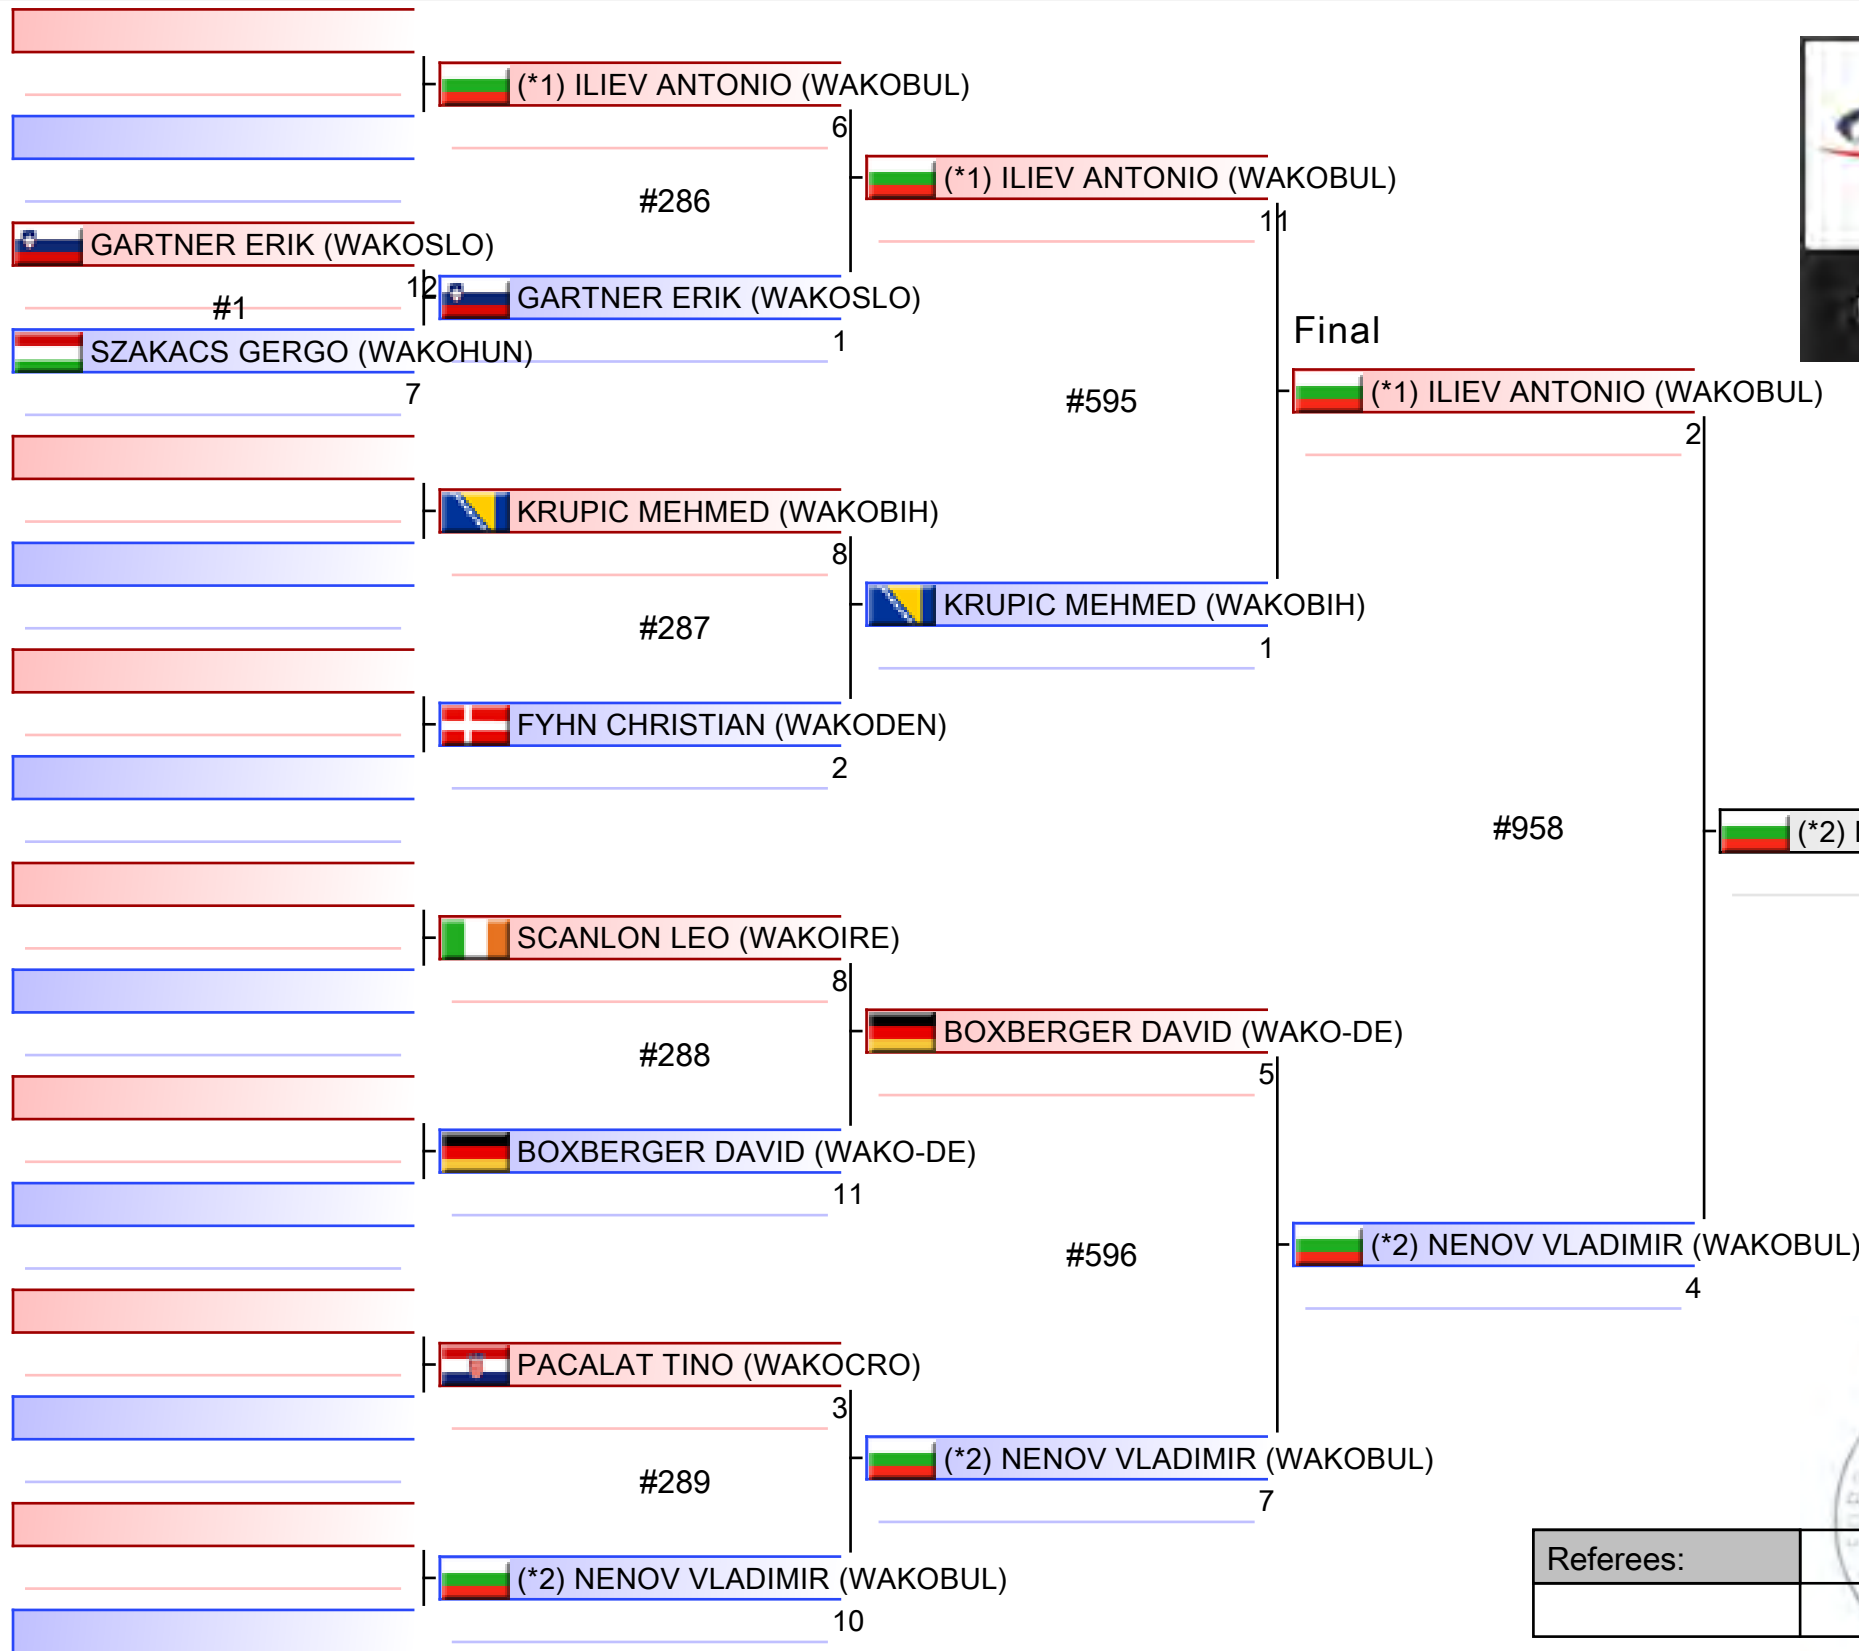 (*1) ILIEV ANTONIO (WAKOBUL)
6
(*1) ILIEV ANTONIO (WAKOBUL)
#286
11
GARTNER ERIK (WAKOSLO)
12
#1
GARTNER ERIK (WAKOSLO)
1
Final
SZAKACS GERGO (WAKOHUN)
7
#595
(*1) ILIEV ANTONIO (WAKOBUL)
2
KRUPIC MEHMED (WAKOBIH)
8
KRUPIC MEHMED (WAKOBIH)
#287
1
FYHN CHRISTIAN (WAKODEN)
2
#958
(*2)
SCANLON LEO (WAKOIRE)
8
BOXBERGER DAVID (WAKO-DE)
#288
5
BOXBERGER DAVID (WAKO-DE)
11
#596
(*2) NENOV VLADIMIR (WAKOBUL)
4
PACALAT TINO (WAKOCRO)
3
(*2) NENOV VLADIMIR (WAKOBUL)
#289
7
Referees:
(*2) NENOV VLADIMIR (WAKOBUL)
10